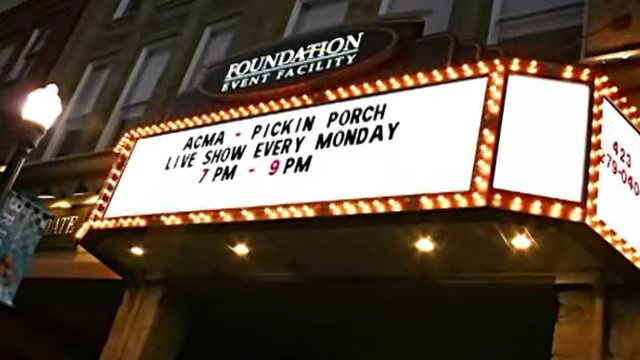 FOUNDATION
EVENT FACILITY
ACMA - PICKIN PORCH
LIVE SHOW EVERY MONDAY
7 PM - 9 PM
423